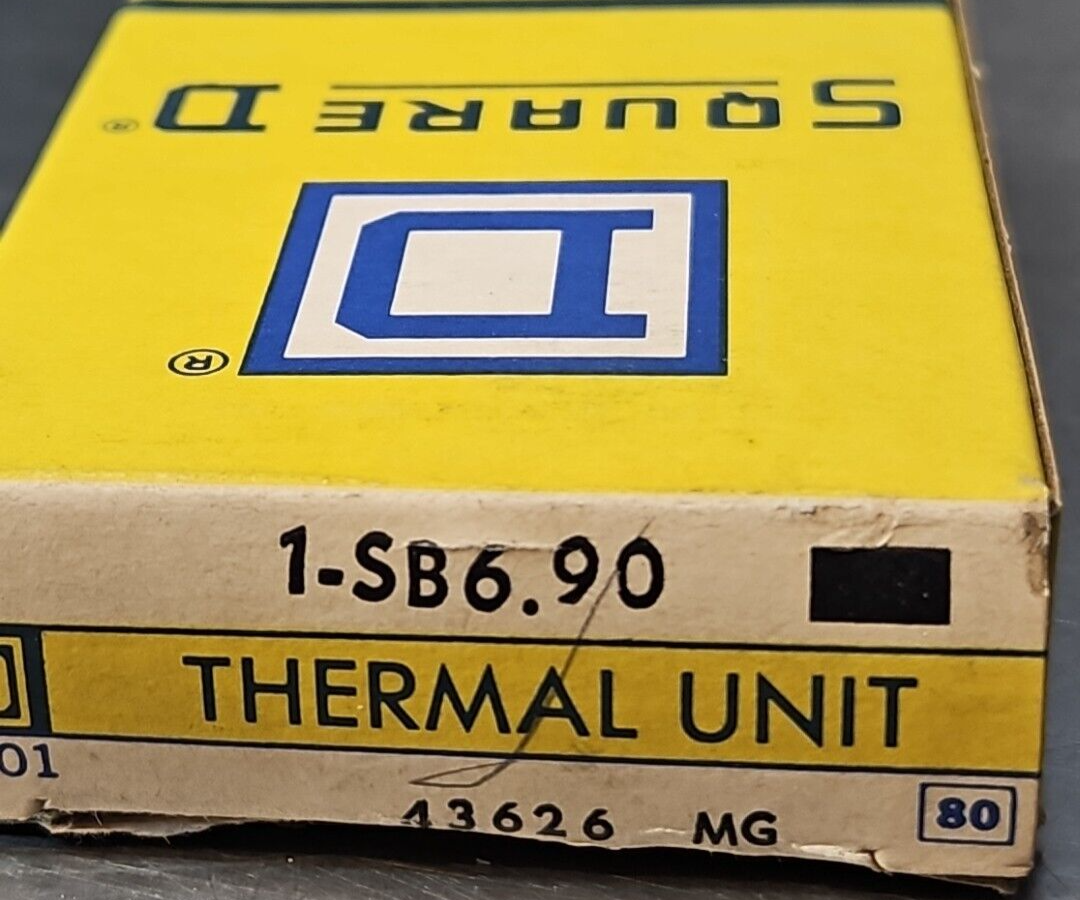 SQUARE D ®
D
®
1-SB6.90
THERMAL UNIT
01
43626 MG
80